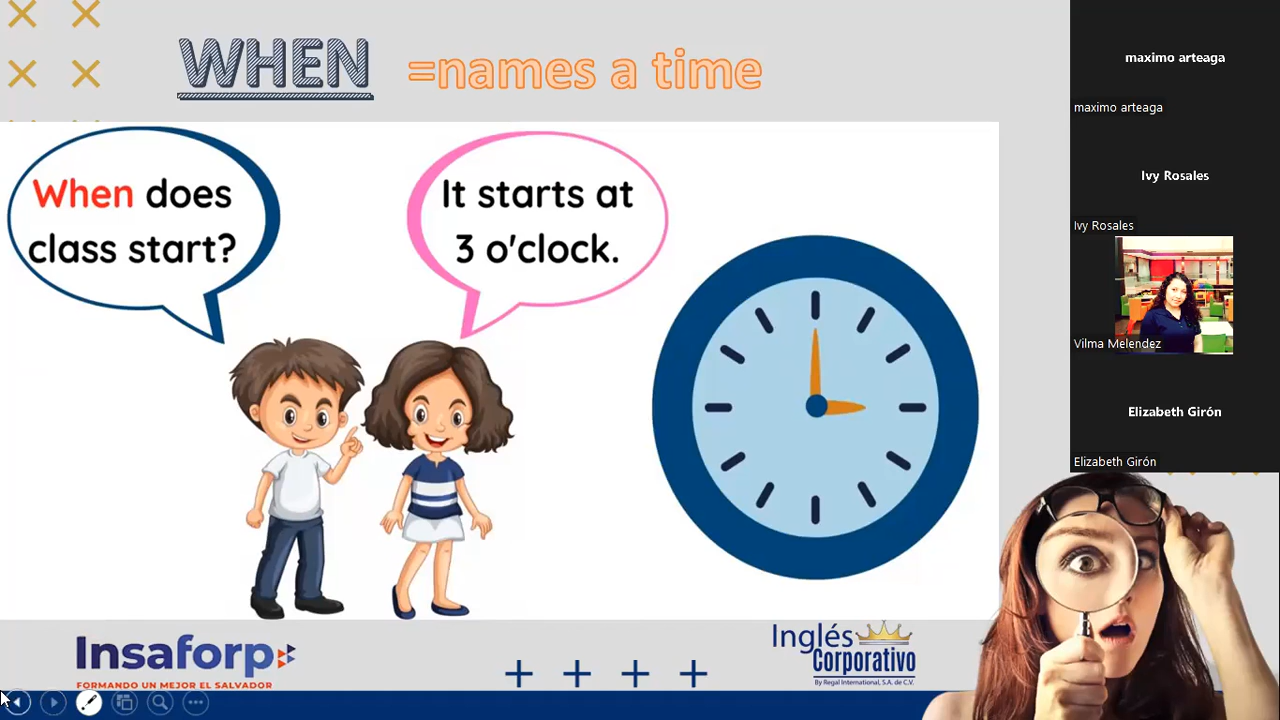 WHEN =names a time
When does
class start?
It starts at
3 o'clock.
maximo arteaga
maximo arteaga
Ivy Rosales
Ivy Rosales
Vilma Melendez
Elizabeth Girón
Elizabeth Girón
Insaforp
FORMANDO UN MEJOR EL SALVADOR
Inglés
Corporativo
By Regal International, S.A. de C.V.